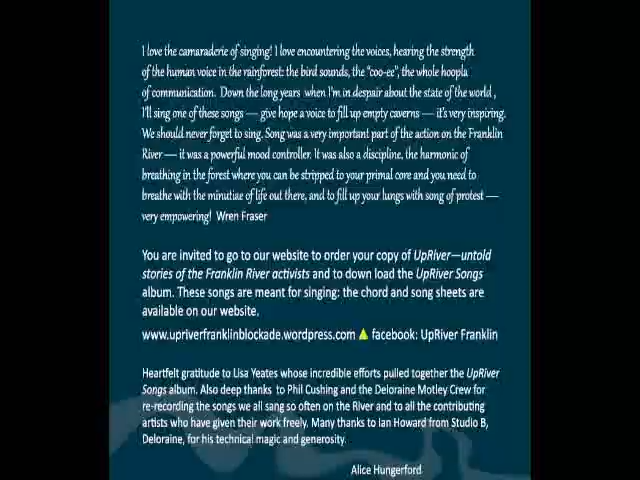 I love the camaraderie of singing! I love encountering the voices, hearing the strength
of the human voice in the rainforest: the bird sounds, the "coo-ee", the whole hoopla
of communication. Down the long years when I'm in despair about the state of the world ,
I'll sing one of these songs — give hope a voice to fill up empty caverns — it's very inspiring.
We should never forget to sing. Song was a very important part of the action on the Franklin
River — it was a powerful mood controller. It was also a discipline, the harmonic of
breathing in the forest where you can be stripped to your primal core and you need to
breathe with the minutiae of life out there, and to fill up your lungs with song of protest —
very empowering! Wren Fraser
You are invited to go to our website to order your copy of UpRiver—untold
stories of the Franklin River activists and to down load the UpRiver Songs
album. These songs are meant for singing: the chord and song sheets are
available on our website.
www.upriverfranklinblockade.wordpress.com facebook: UpRiver Franklin
Heartfelt gratitude to Lisa Yeates whose incredible efforts pulled together the UpRiver
Songs album. Also deep thanks to Phil Cushing and the Deloraine Motley Crew for
re-recording the songs we all sang so often on the River and to all the contributing
artists who have given their work freely. Many thanks to Ian Howard from Studio B,
Deloraine, for his technical magic and generosity.
Alice Hungerford